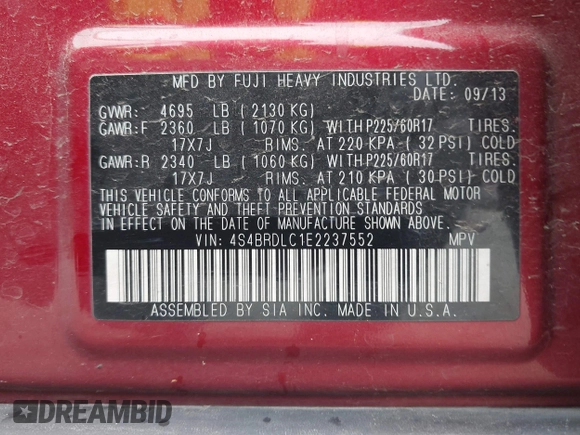 MFD BY FUJI HEAVY INDUSTRIES LTD.
DATE: 09/13
GVWR: 4695 LB (2130 KG)
GAWR:F 2360 LB (1070 KG) WITH P225/60R17 TIRES.
17X7J RIMS. AT 220 KPA (32 PSI) COLD
GAWR:R 2340 LB (1060 KG) WITH P225/60R17 TIRES.
17X7J RIMS. AT 210 KPA (30 PSI) COLD
THIS VEHICLE CONFORMS TO ALL APPLICABLE FEDERAL MOTOR
VEHICLE SAFETY AND THEFT PREVENTION STANDARDS
IN EFFECT ON THE DATE OF MANUFACTURE SHOWN ABOVE.
VIN: 4S4BRDLC1E2237552 MPV
ASSEMBLED BY SIA INC. MADE IN U.S.A.
DREAMBID